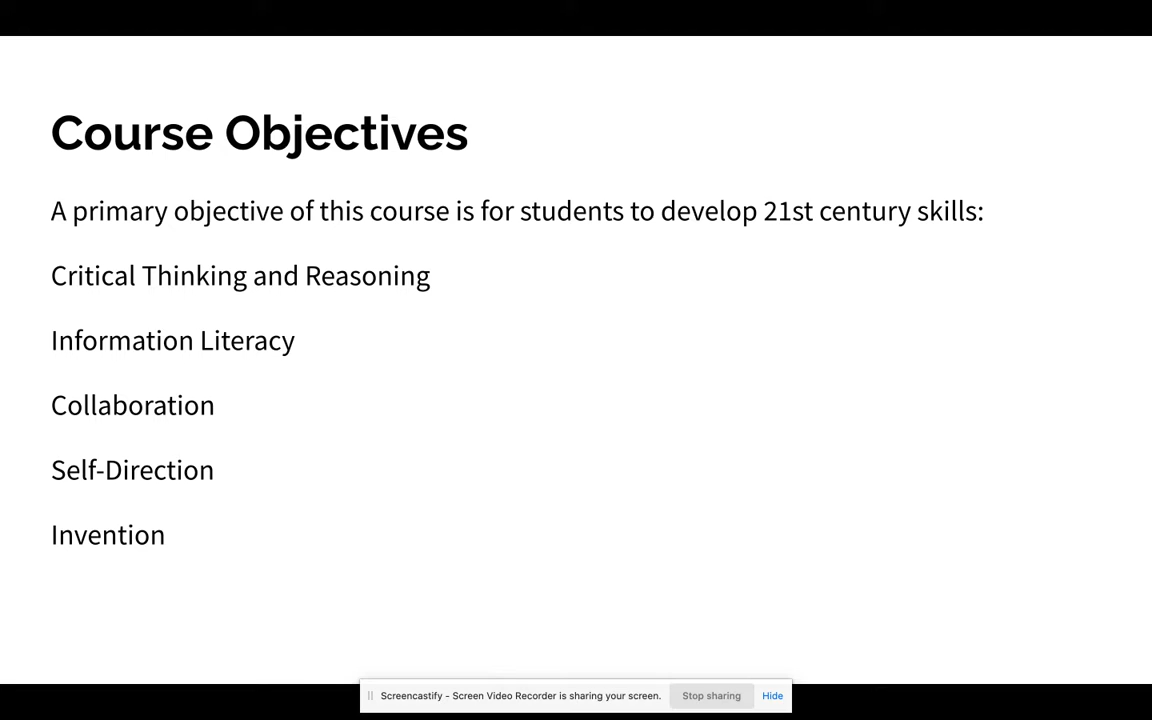 Course Objectives
A primary objective of this course is for students to develop 21st century skills:
Critical Thinking and Reasoning
Information Literacy
Collaboration
Self-Direction
Invention
Screencastify - Screen Video Recorder is sharing your screen. Stop sharing Hide